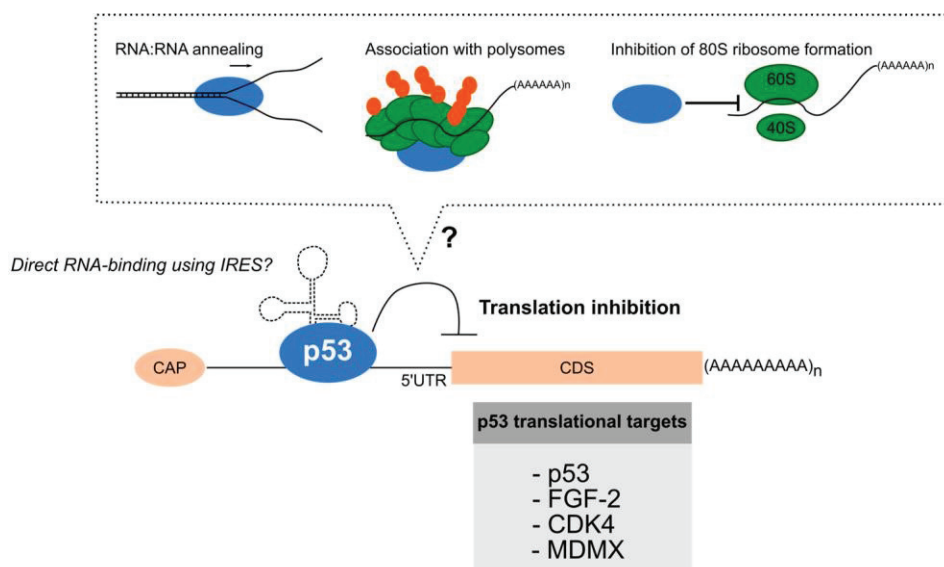 RNA:RNA annealing
Association with polysomes
Inhibition of 80S ribosome formation
(AAAAAA)n
(AAAAAA)n
60S
40S
?
Direct RNA-binding using IRES?
Translation inhibition
p53
CAP
5'UTR
CDS
(AAAAAAAAA)n
p53 translational targets
- p53
- FGF-2
- CDK4
- MDMX